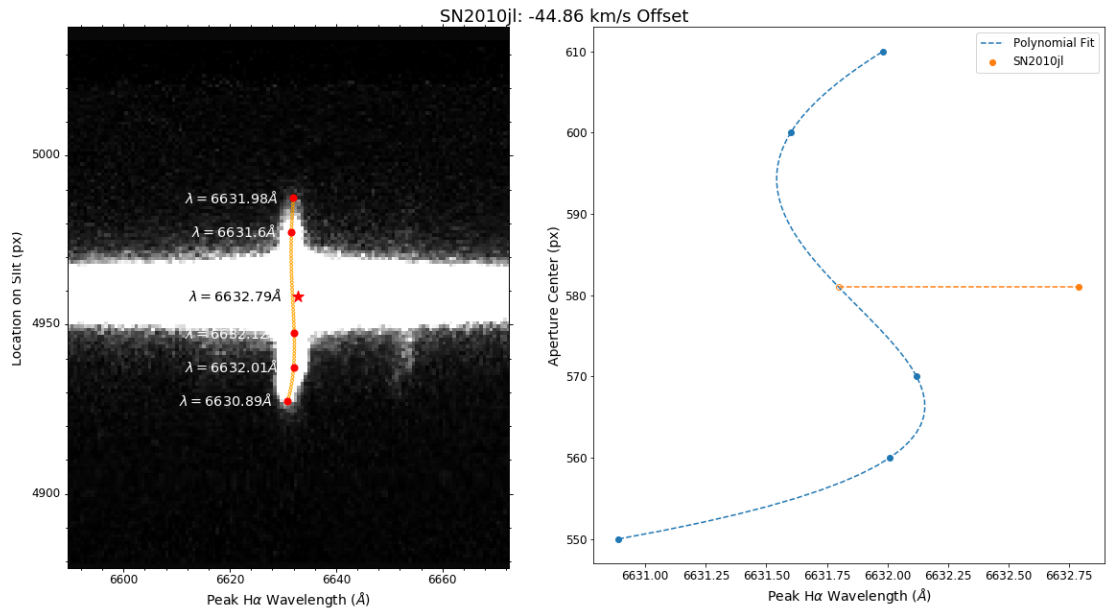 SN2010jl: -44.86 km/s Offset
Location on Slit (px)
5000
4950
4900
λ = 6631.98Å
λ = 6631.6Å
λ = 6632.79Å
λ = 6632.12Å
λ = 6632.01Å
λ = 6630.89Å
6600 6620 6640 6660
Peak Hα Wavelength (Å)
Aperture Center (px)
610
600
590
580
570
560
550
Polynomial Fit
SN2010jl
6631.00 6631.25 6631.50 6631.75 6632.00 6632.25 6632.50 6632.75
Peak Hα Wavelength (Å)